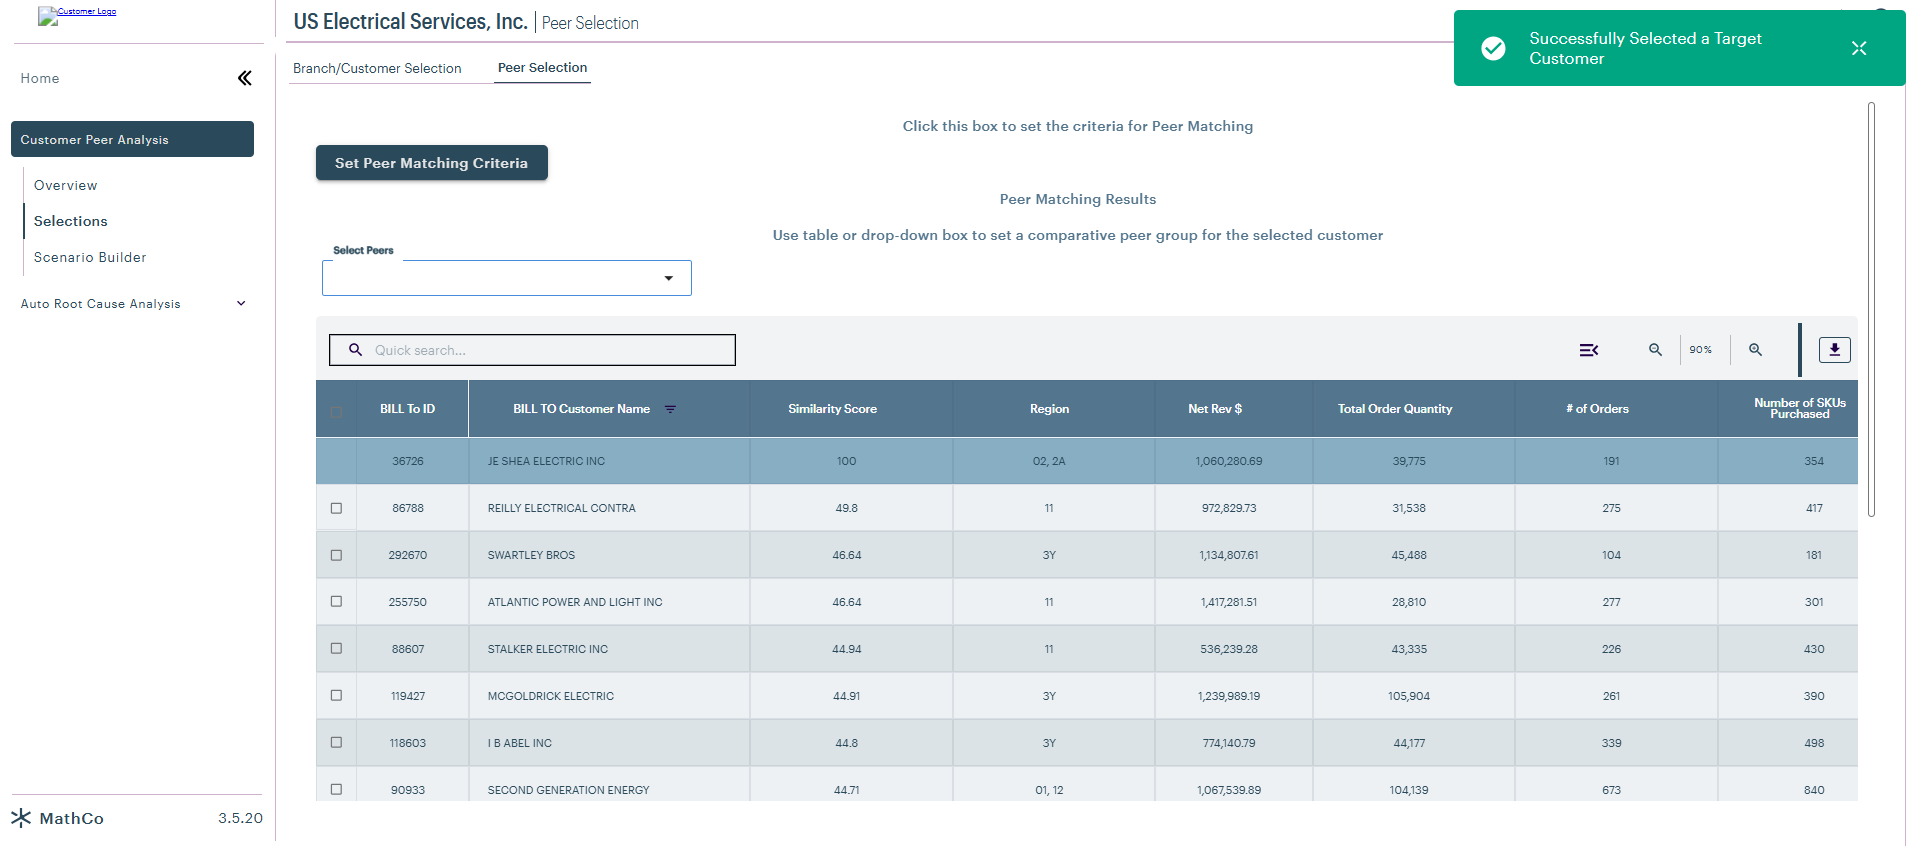 Customer Logo
US Electrical Services, Inc. | Peer Selection
Successfully Selected a Target
Customer
Home
Branch/Customer Selection
Peer Selection
Customer Peer Analysis
Overview
Selections
Scenario Builder
Auto Root Cause Analysis
Click this box to set the criteria for Peer Matching
Set Peer Matching Criteria
Peer Matching Results
Use table or drop-down box to set a comparative peer group for the selected customer
Select Peers
Quick search...
90%
BILL To ID BILL TO Customer Name Similarity Score Region Net Rev $ Total Order Quantity # of Orders Number of SKUs Purchased
36726 JE SHEA ELECTRIC INC 100 02, 2A 1,060,280.69 39,775 191 354
86788 REILLY ELECTRICAL CONTRA 49.8 11 972,829.73 31,538 275 417
292670 SWARTLEY BROS 46.64 3Y 1,134,807.61 45,488 104 181
255750 ATLANTIC POWER AND LIGHT INC 46.64 11 1,417,281.51 28,810 277 301
88607 STALKER ELECTRIC INC 44.94 11 536,239.28 43,335 226 430
119427 MCGOLDRICK ELECTRIC 44.91 3Y 1,239,989.19 105,904 261 390
118603 I B ABEL INC 44.8 3Y 774,140.79 44,177 339 498
90933 SECOND GENERATION ENERGY 44.71 01, 12 1,067,539.89 104,139 673 840
MathCo
3.5.20